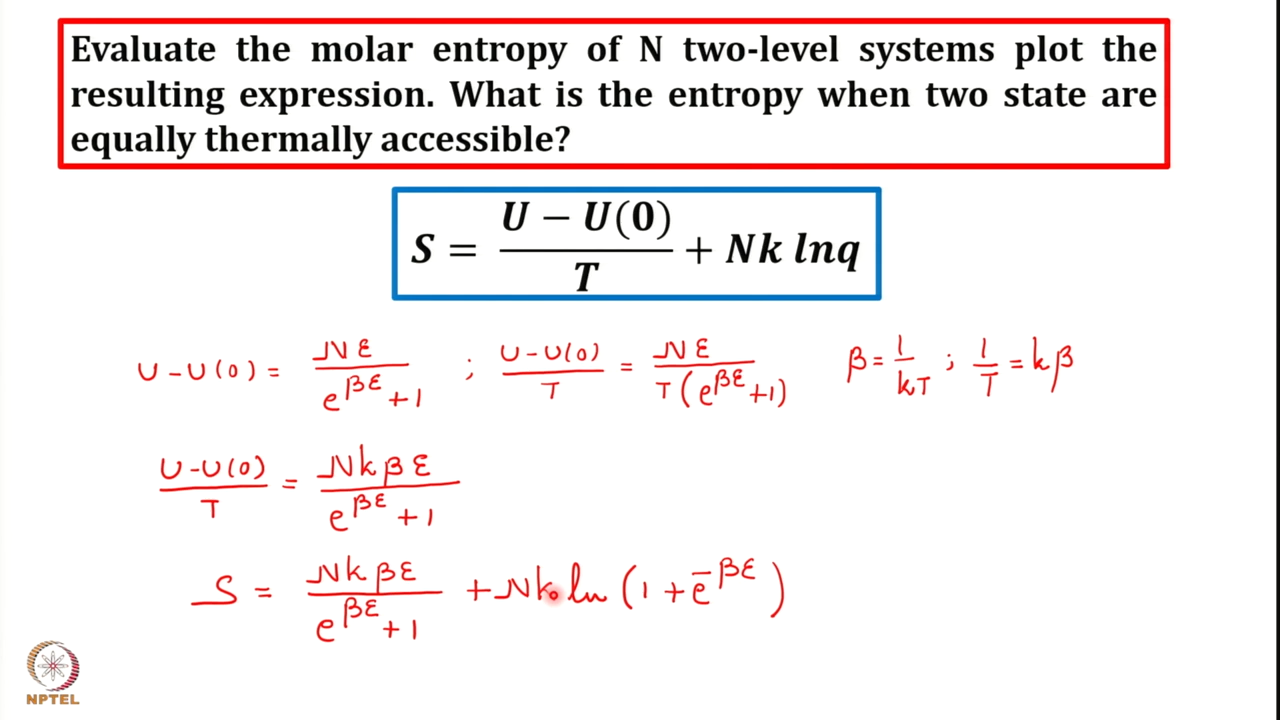 Evaluate the molar entropy of N two-level systems plot the
resulting expression. What is the entropy when two state are
equally thermally accessible?
S = (U − U(0))/T + Nk lnq
U-U(0) = Nε/(e^βε+1) ; (U-U(0))/T = Nε/(T(e^βε+1)) β = 1/kT ; 1/T = kβ
(U-U(0))/T = Nkβε/(e^βε+1)
S = Nkβε/(e^βε+1) + Nk ln(1+e^-βε)
NPTEL